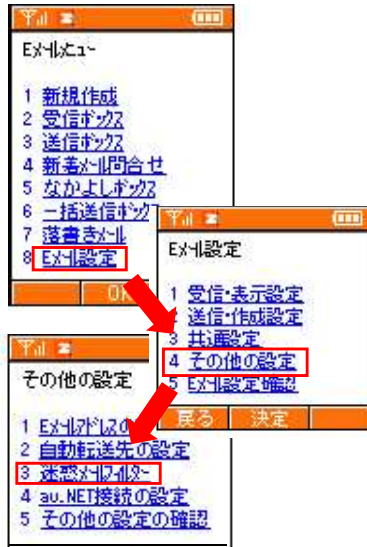 Eﾒｰﾙﾒﾆｭｰ
1 新規作成
2 受信ﾎﾞｯｸｽ
3 送信ﾎﾞｯｸｽ
4 新着ﾒｰﾙ問合せ
5 なかよしﾎﾞｯｸｽ
6 一括送信ﾎﾞｯ
7 落書きﾒｰﾙ
8 Eﾒｰﾙ設定
OK
Eﾒｰﾙ設定
1 受信・表示設定
送信・作成設定
3 共通設定
4 その他の設定
5 Eﾒｰﾙ設定確認
戻る 決定
その他の設定
1 Eﾒｰﾙｱﾄﾞﾚｽの
2 自動転送先の設定
3 迷惑ﾒｰﾙﾌｨﾙﾀｰ
4 au.NET接続の設定
5 その他の設定の確認